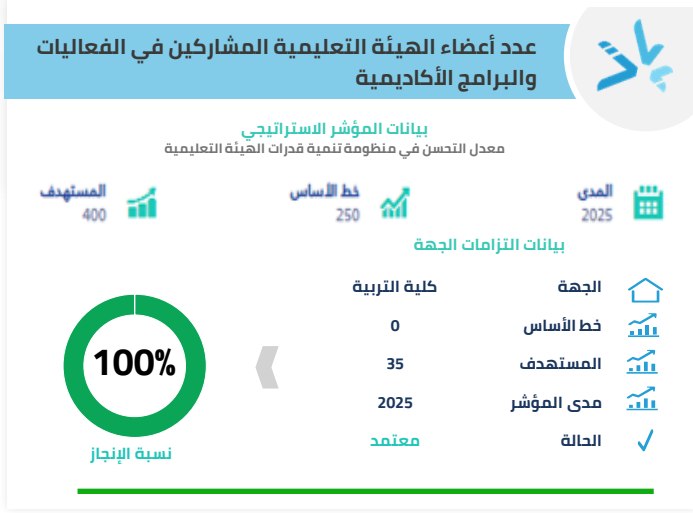 عدد أعضاء الهيئة التعليمية المشاركين في الفعاليات
والبرامج الأكاديمية
بيانات المؤشر الاستراتيجي
معدل التحسن في منظومة تنمية قدرات الهيئة التعليمية
المدى
2025
خط الأساس
250
المستهدف
400
بيانات التزامات الجهة
الجهة كلية التربية
خط الأساس 0
المستهدف 35
مدى المؤشر 2025
الحالة معتمد
100%
نسبة الإنجاز